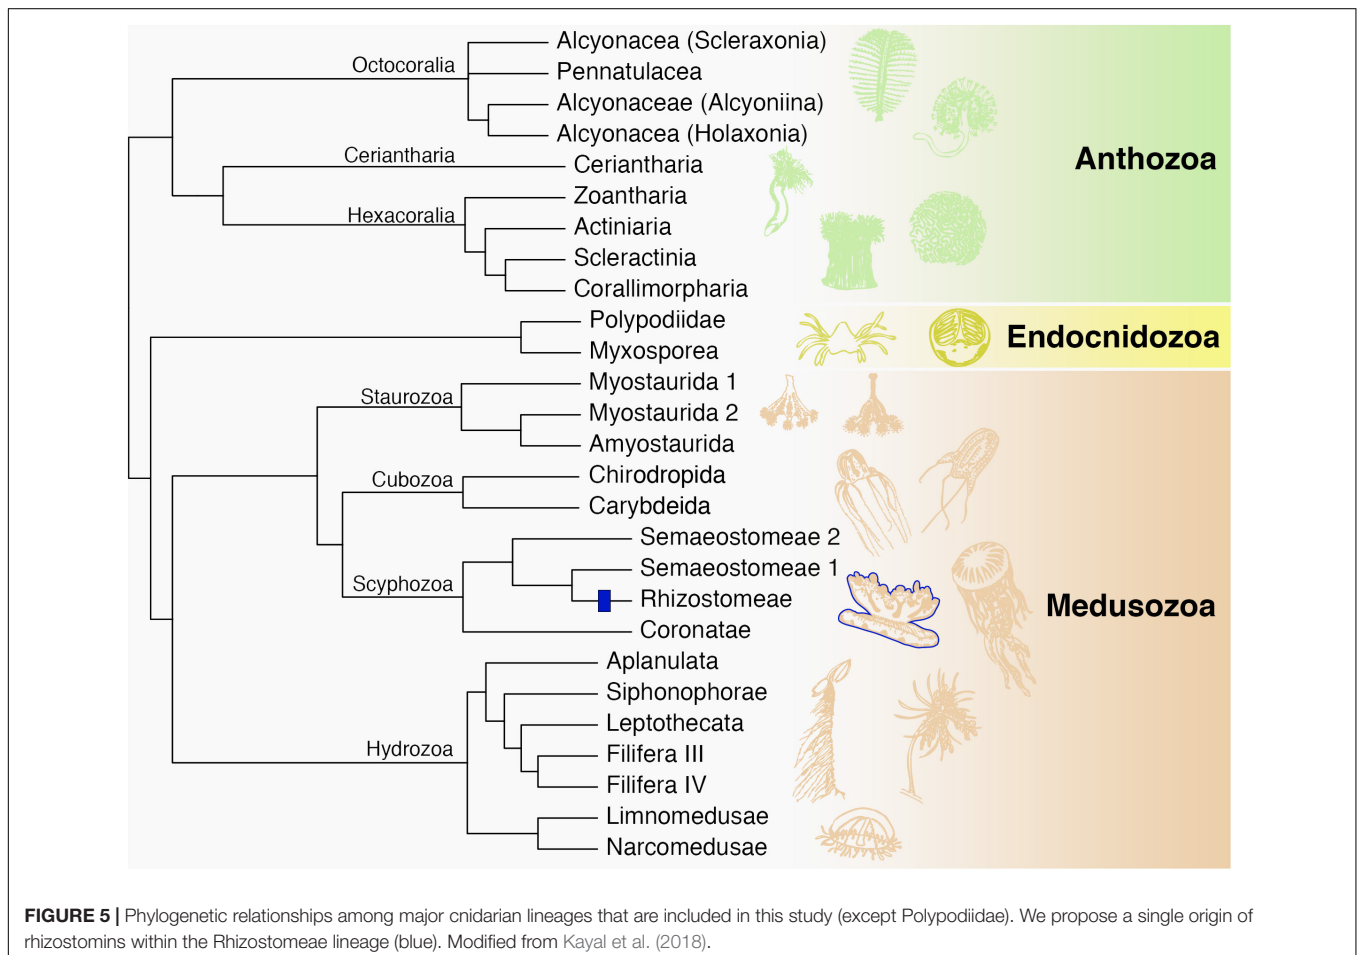 Octocoralia
Alcyonacea (Scleraxonia)
Pennatulacea
Alcyonaceae (Alcyoniina)
Alcyonacea (Holaxonia)
Ceriantharia
Ceriantharia
Hexacoralia
Zoantharia
Actiniaria
Scleractinia
Corallimorpharia
Anthozoa
Polypodiidae
Myxosporea
Endocnidozoa
Staurozoa
Myostaurida 1
Myostaurida 2
Amyostaurida
Cubozoa
Chirodropida
Carybdeida
Scyphozoa
Semaeostomeae 2
Semaeostomeae 1
Rhizostomeae
Coronatae
Medusozoa
Hydrozoa
Aplanulata
Siphonophorae
Leptothecata
Filifera III
Filifera IV
Limnomedusae
Narcomedusae
FIGURE 5 | Phylogenetic relationships among major cnidarian lineages that are included in this study (except Polypodiidae). We propose a single origin of
rhizostomins within the Rhizostomeae lineage (blue). Modified from Kayal et al. (2018).